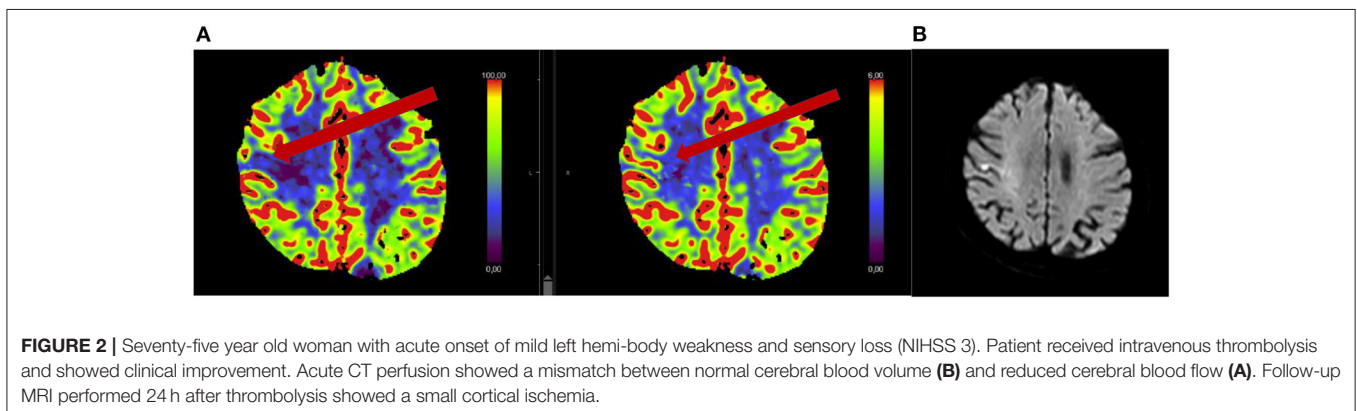 A
B
100,00
6,00
L
R
0,00
0,00
FIGURE 2 | Seventy-five year old woman with acute onset of mild left hemi-body weakness and sensory loss (NIHSS 3). Patient received intravenous thrombolysis
and showed clinical improvement. Acute CT perfusion showed a mismatch between normal cerebral blood volume (B) and reduced cerebral blood flow (A). Follow-up
MRI performed 24 h after thrombolysis showed a small cortical ischemia.